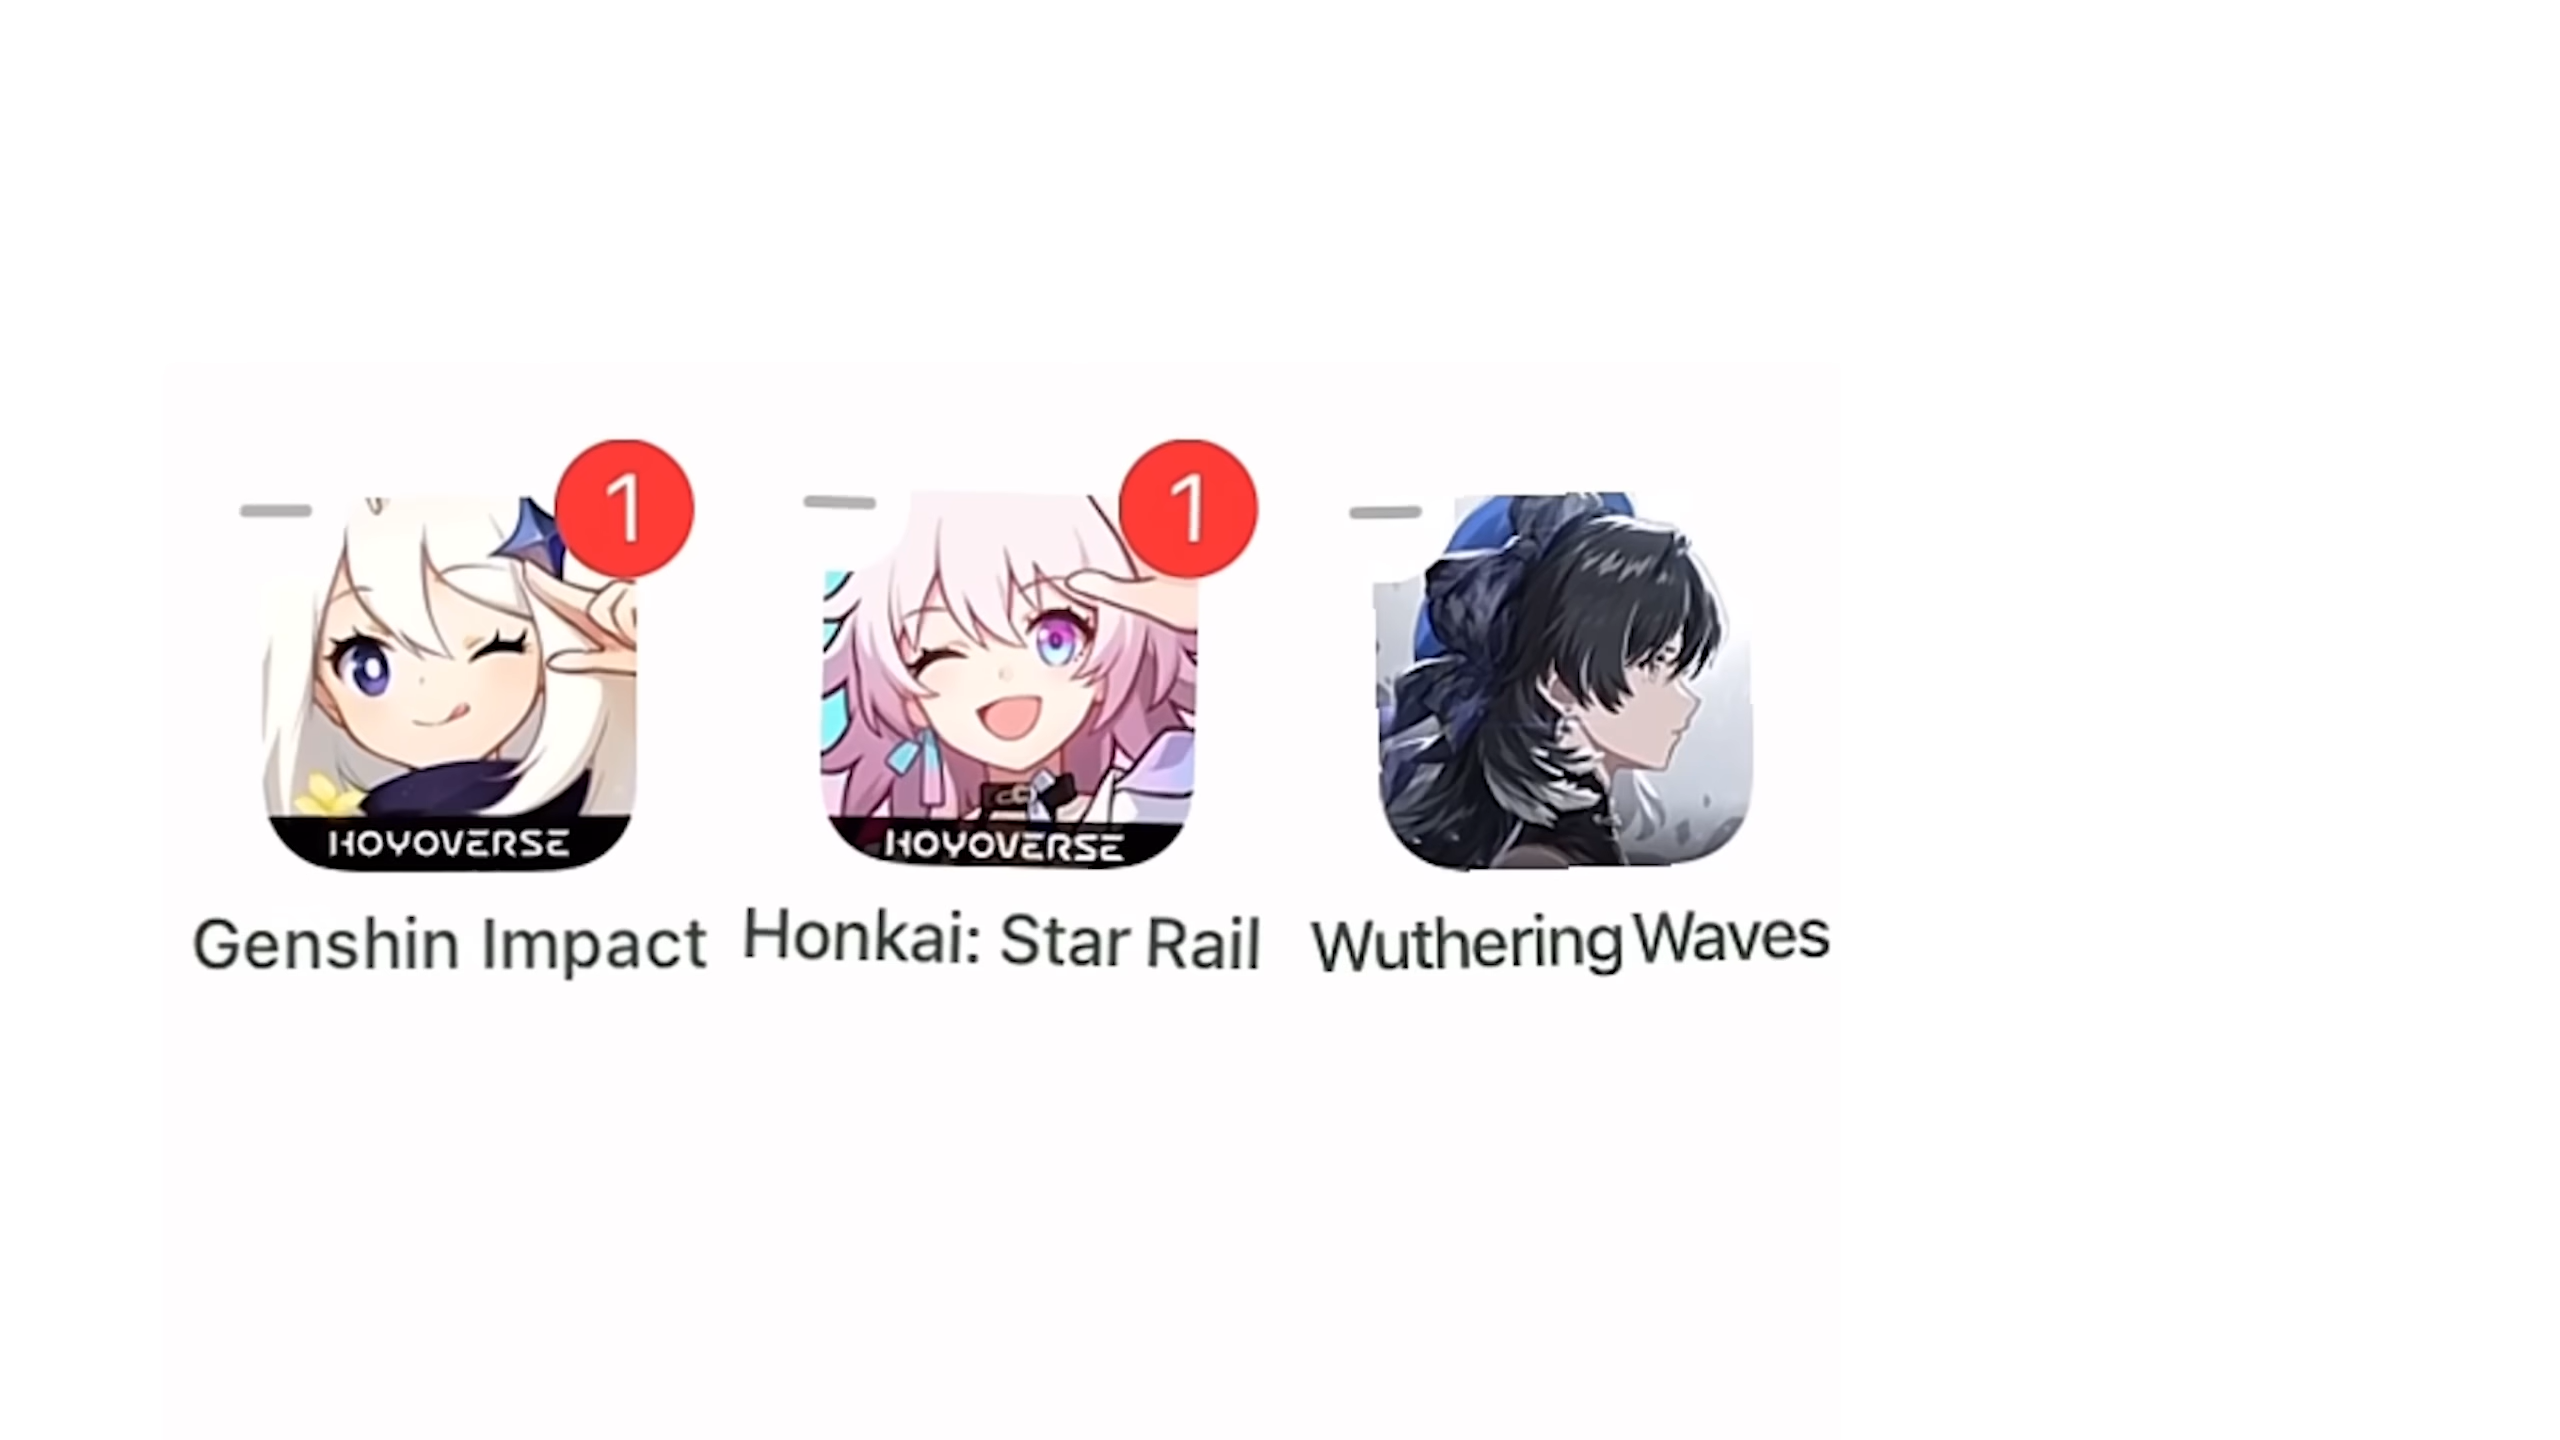 1
1
HOYOVERSE
HOYOVERSE
Genshin Impact
Honkai: Star Rail
Wuthering Waves